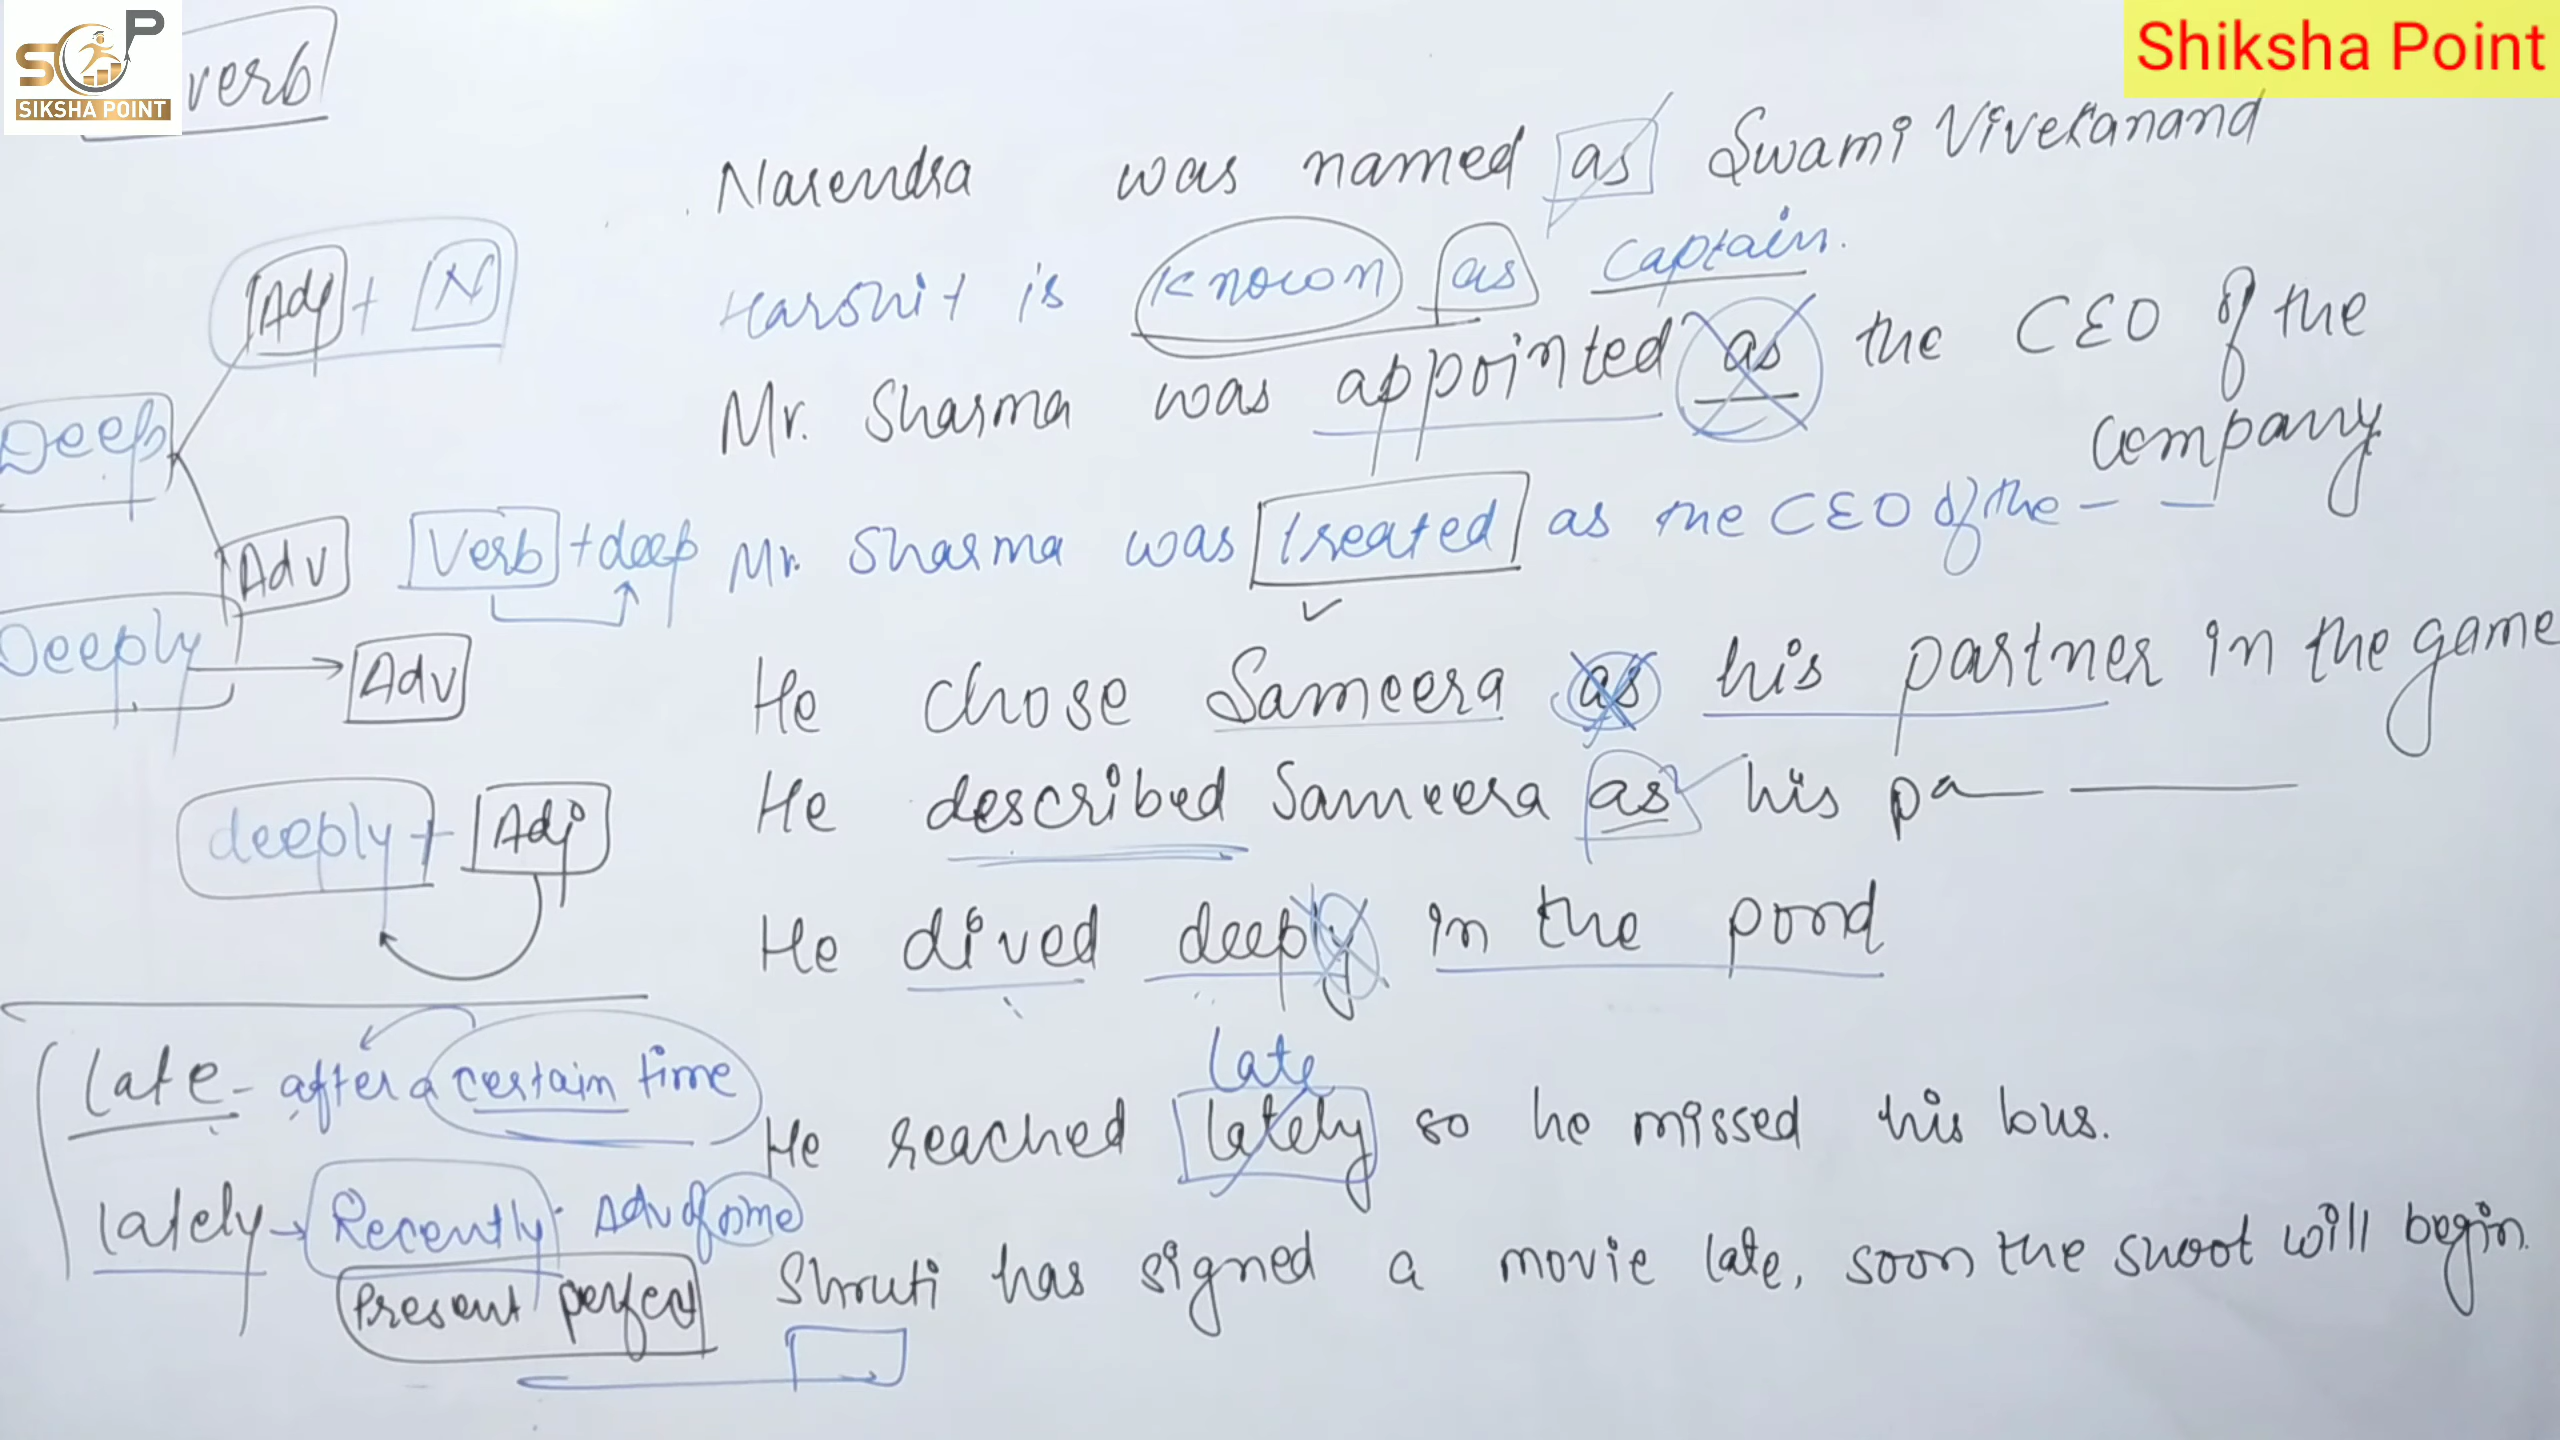 SOP
SIKSHA POINT
Shiksha Point
verb
Narendra was named as Swami Vivekanand
Adj + N
Harshit is known as Captain.
Deep
Mr. Sharma was appointed as the CEO of the
company
Adv Verb + deep
Mr. Sharma was treated as the CEO of the - -
Deeply Adv
He chose Sameera as his partner in the game
deeply + Adj
He described Sameera as his pa
He dived deeply in the pond
late - after a certain time
late
He reached lately so he missed his bus.
lately → Recently. Adv of time
Present perfect
Shruti has signed a movie late, soon the shoot will begin.